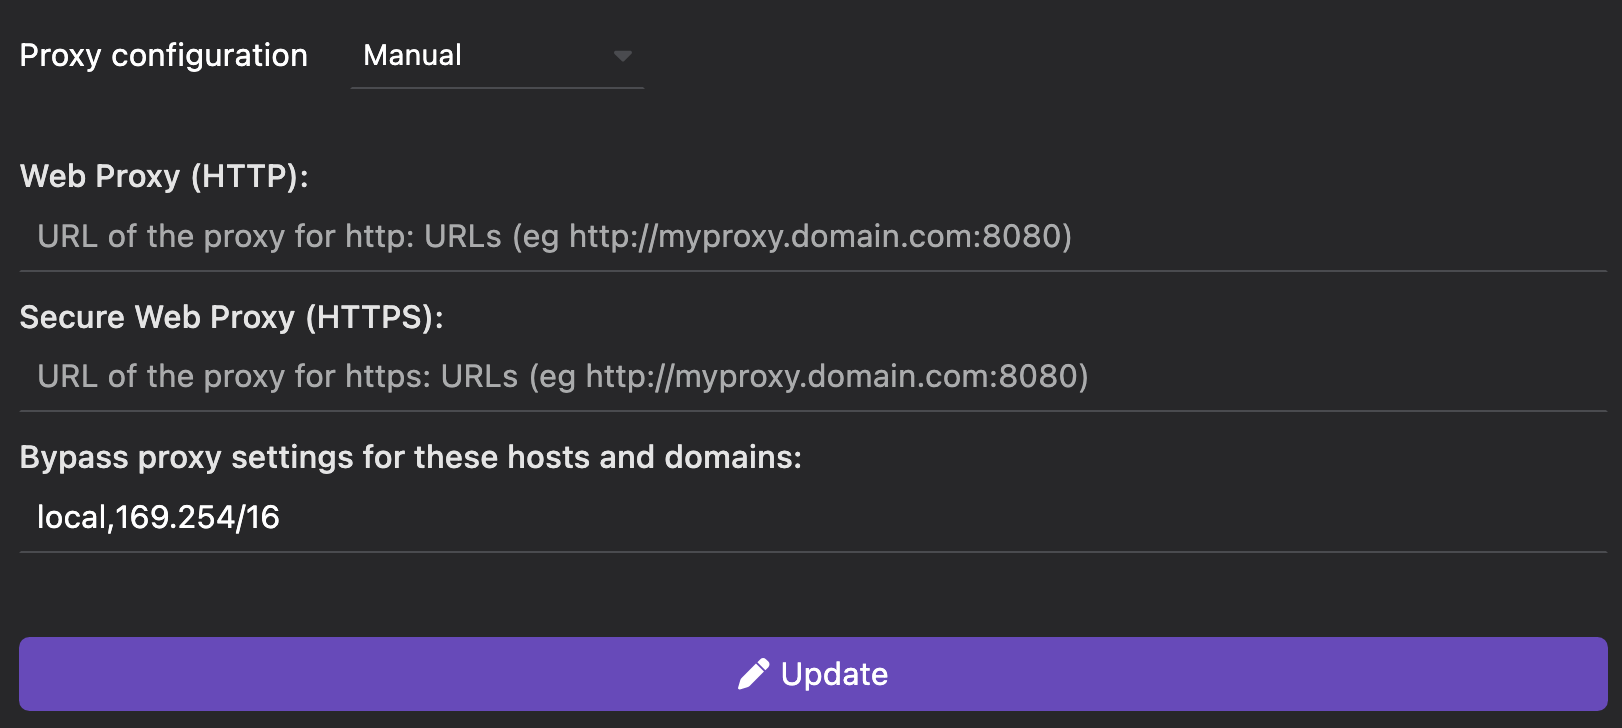 Proxy configuration Manual
Web Proxy (HTTP):
URL of the proxy for http: URLs (eg http://myproxy.domain.com:8080)
Secure Web Proxy (HTTPS):
URL of the proxy for https: URLs (eg http://myproxy.domain.com:8080)
Bypass proxy settings for these hosts and domains:
local,169.254/16
Update